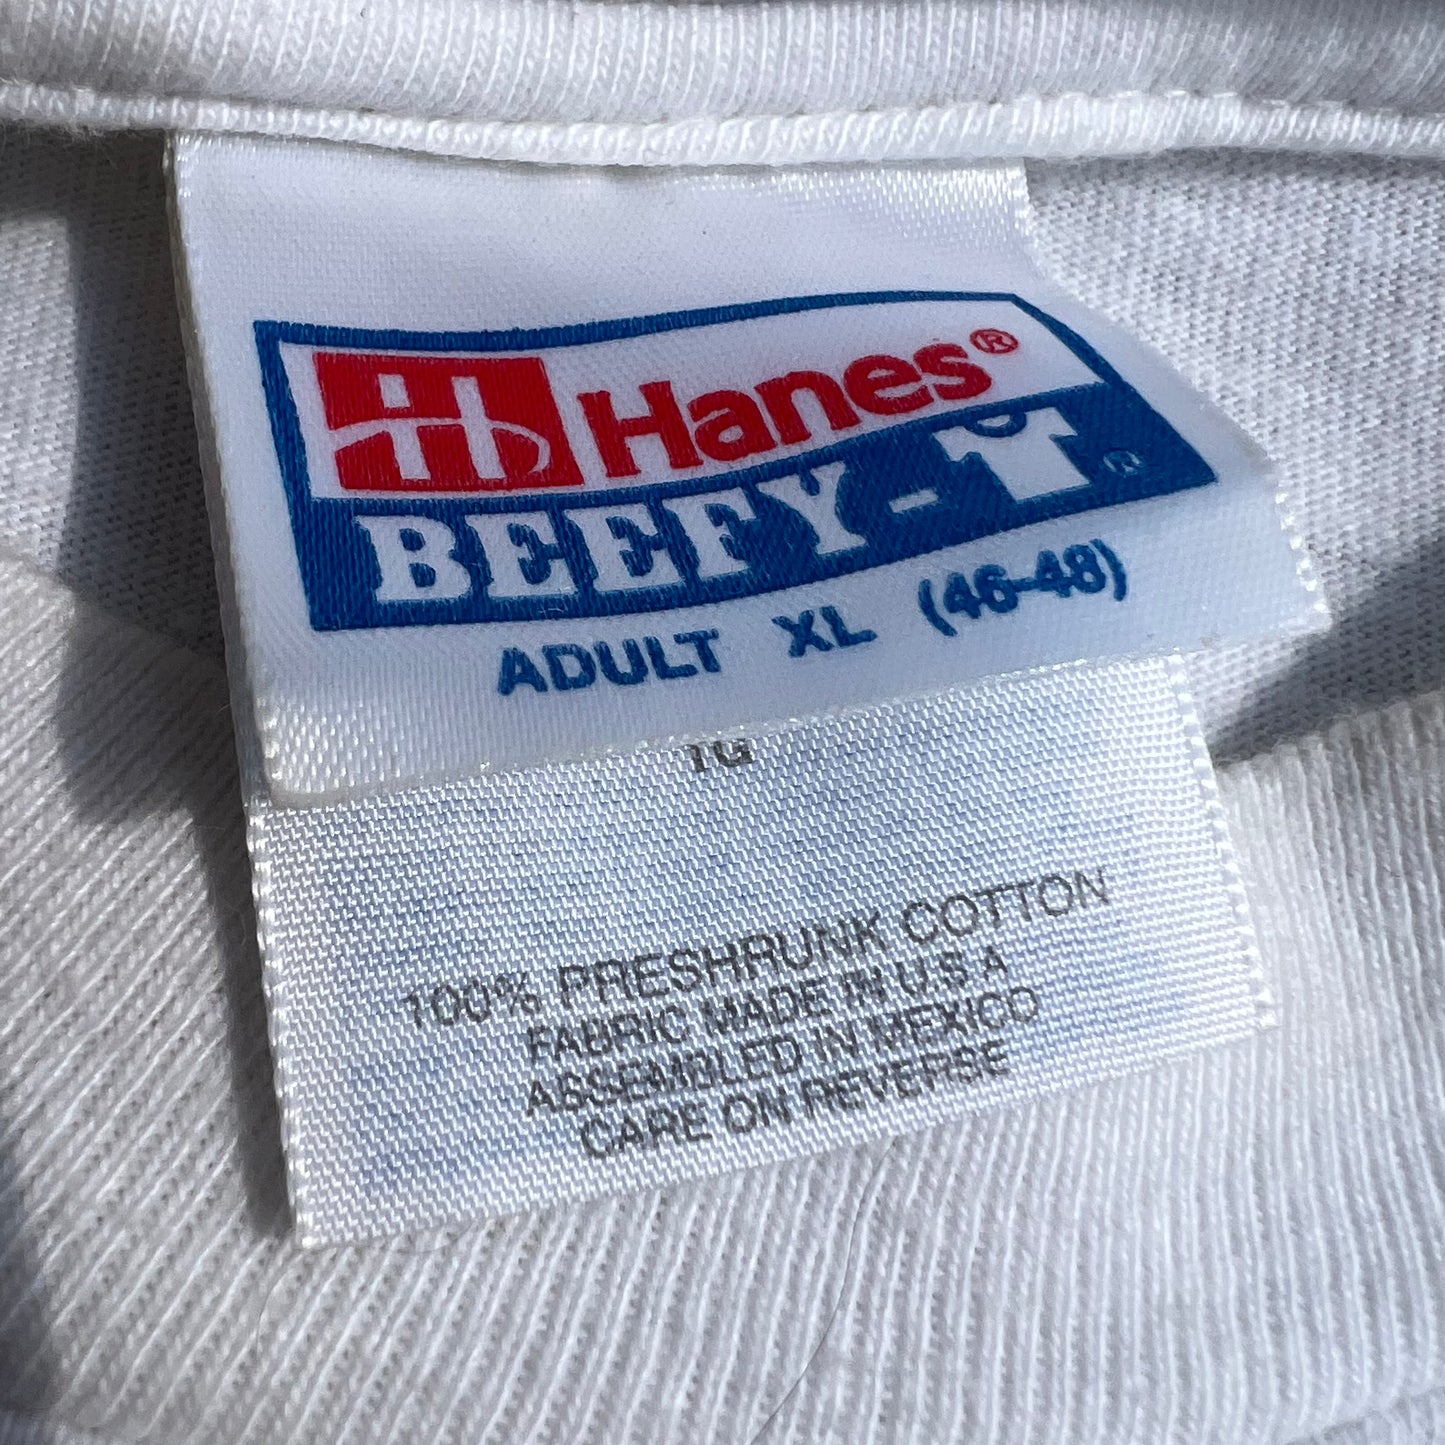 Hanes®
BEEFY-T®
ADULT XL (46-48)
100% PRESHRUNK COTTON
FABRIC MADE IN U.S.A
ASSEMBLED IN MEXICO
CARE ON REVERSE